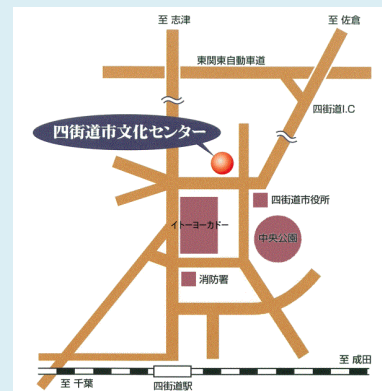 至 志津
至 佐倉
東関東自動車道
四街道I.C
四街道市文化センター
四街道市役所
イトーヨーカドー
中央公園
消防署
至 千葉
四街道駅
至 成田